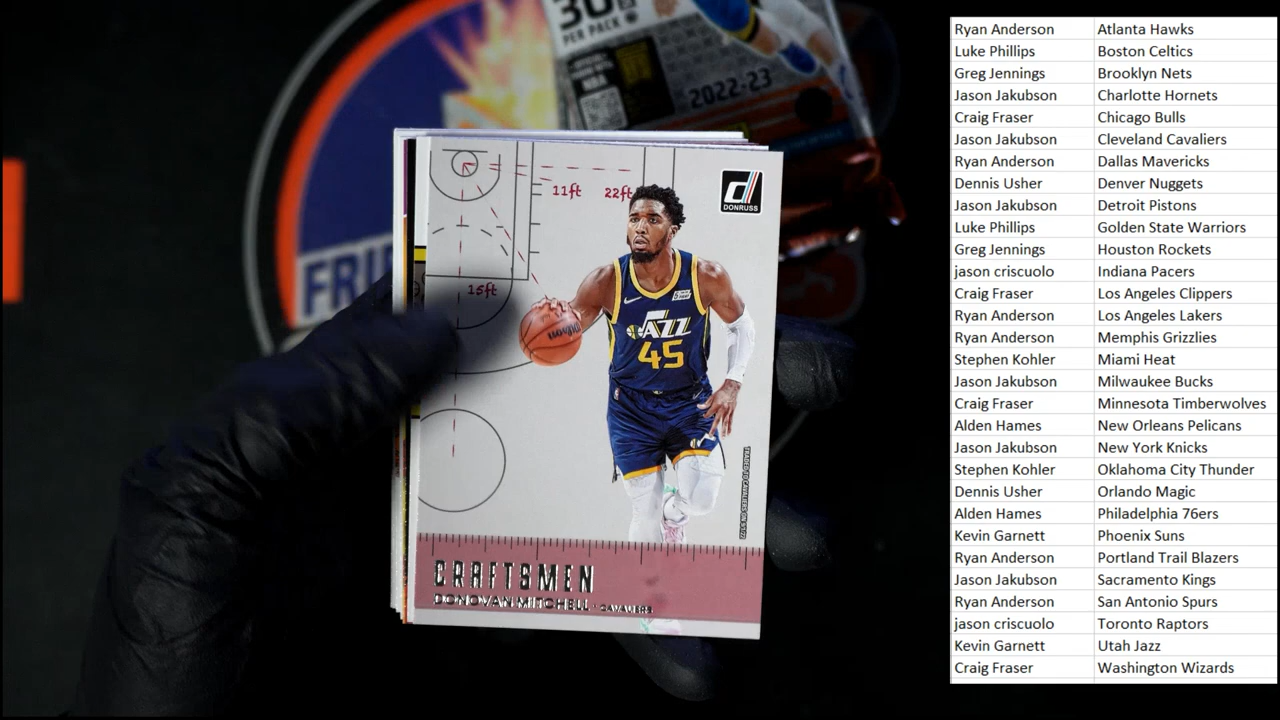 30
PER PACK
NBA
2022-23
FRI
11ft 22ft
15ft
DONRUSS
JAZZ
45
CRAFTSMEN
DONOVAN MITCHELL · CAVALIERS
Ryan Anderson Atlanta Hawks
Luke Phillips Boston Celtics
Greg Jennings Brooklyn Nets
Jason Jakubson Charlotte Hornets
Craig Fraser Chicago Bulls
Jason Jakubson Cleveland Cavaliers
Ryan Anderson Dallas Mavericks
Dennis Usher Denver Nuggets
Jason Jakubson Detroit Pistons
Luke Phillips Golden State Warriors
Greg Jennings Houston Rockets
jason criscuolo Indiana Pacers
Craig Fraser Los Angeles Clippers
Ryan Anderson Los Angeles Lakers
Ryan Anderson Memphis Grizzlies
Stephen Kohler Miami Heat
Jason Jakubson Milwaukee Bucks
Craig Fraser Minnesota Timberwolves
Alden Hames New Orleans Pelicans
Jason Jakubson New York Knicks
Stephen Kohler Oklahoma City Thunder
Dennis Usher Orlando Magic
Alden Hames Philadelphia 76ers
Kevin Garnett Phoenix Suns
Ryan Anderson Portland Trail Blazers
Jason Jakubson Sacramento Kings
Ryan Anderson San Antonio Spurs
jason criscuolo Toronto Raptors
Kevin Garnett Utah Jazz
Craig Fraser Washington Wizards